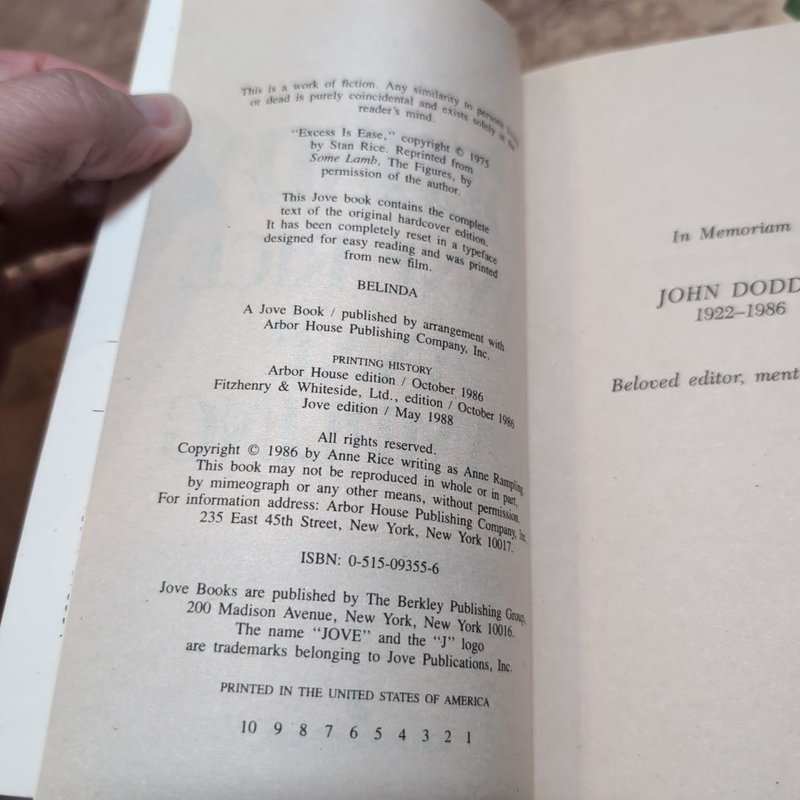 This is a work of fiction. Any similarity to persons living
or dead is purely coincidental and exists solely in the
reader's mind.
"Excess Is Ease," copyright © 1975
by Stan Rice. Reprinted from
Some Lamb, The Figures, by
permission of the author.
This Jove book contains the complete
text of the original hardcover edition.
It has been completely reset in a typeface
designed for easy reading and was printed
from new film.
BELINDA
A Jove Book / published by arrangement with
Arbor House Publishing Company, Inc.
PRINTING HISTORY
Arbor House edition / October 1986
Fitzhenry & Whiteside, Ltd., edition / October 1986
Jove edition / May 1988
All rights reserved.
Copyright © 1986 by Anne Rice writing as Anne Rampling.
This book may not be reproduced in whole or in part,
by mimeograph or any other means, without permission.
For information address: Arbor House Publishing Company, Inc.
235 East 45th Street, New York, New York 10017.
ISBN: 0-515-09355-6
Jove Books are published by The Berkley Publishing Group,
200 Madison Avenue, New York, New York 10016.
The name "JOVE" and the "J" logo
are trademarks belonging to Jove Publications, Inc.
PRINTED IN THE UNITED STATES OF AMERICA
10 9 8 7 6 5 4 3 2 1
In Memoriam
JOHN DODD
1922–1986
Beloved editor, ment